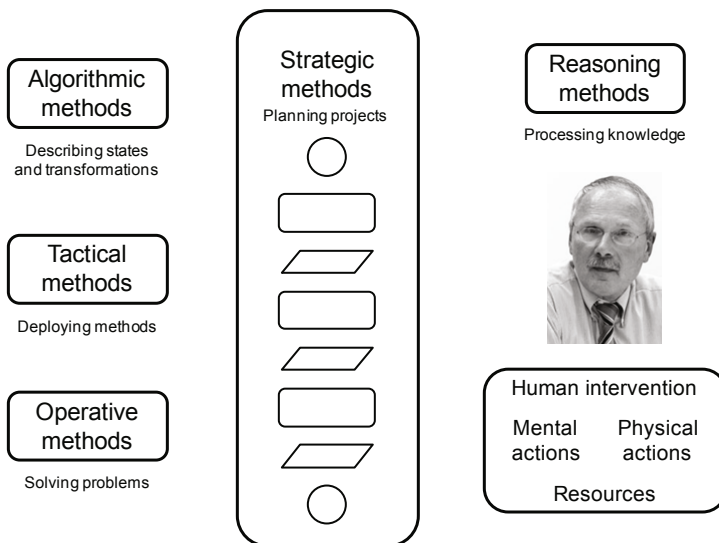 Algorithmic
methods
Describing states
and transformations
Tactical
methods
Deploying methods
Operative
methods
Solving problems
Strategic
methods
Planning projects
Reasoning
methods
Processing knowledge
Human intervention
Mental Physical
actions actions
Resources